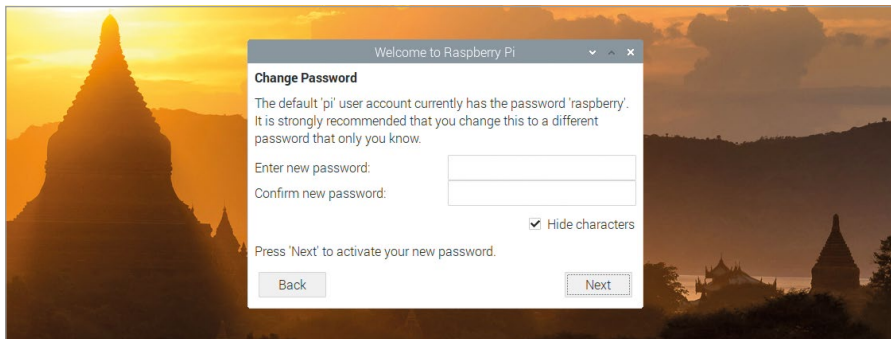 Welcome to Raspberry Pi
Change Password
The default 'pi' user account currently has the password 'raspberry'.
It is strongly recommended that you change this to a different
password that only you know.
Enter new password:
Confirm new password:
Hide characters
Press 'Next' to activate your new password.
Back
Next